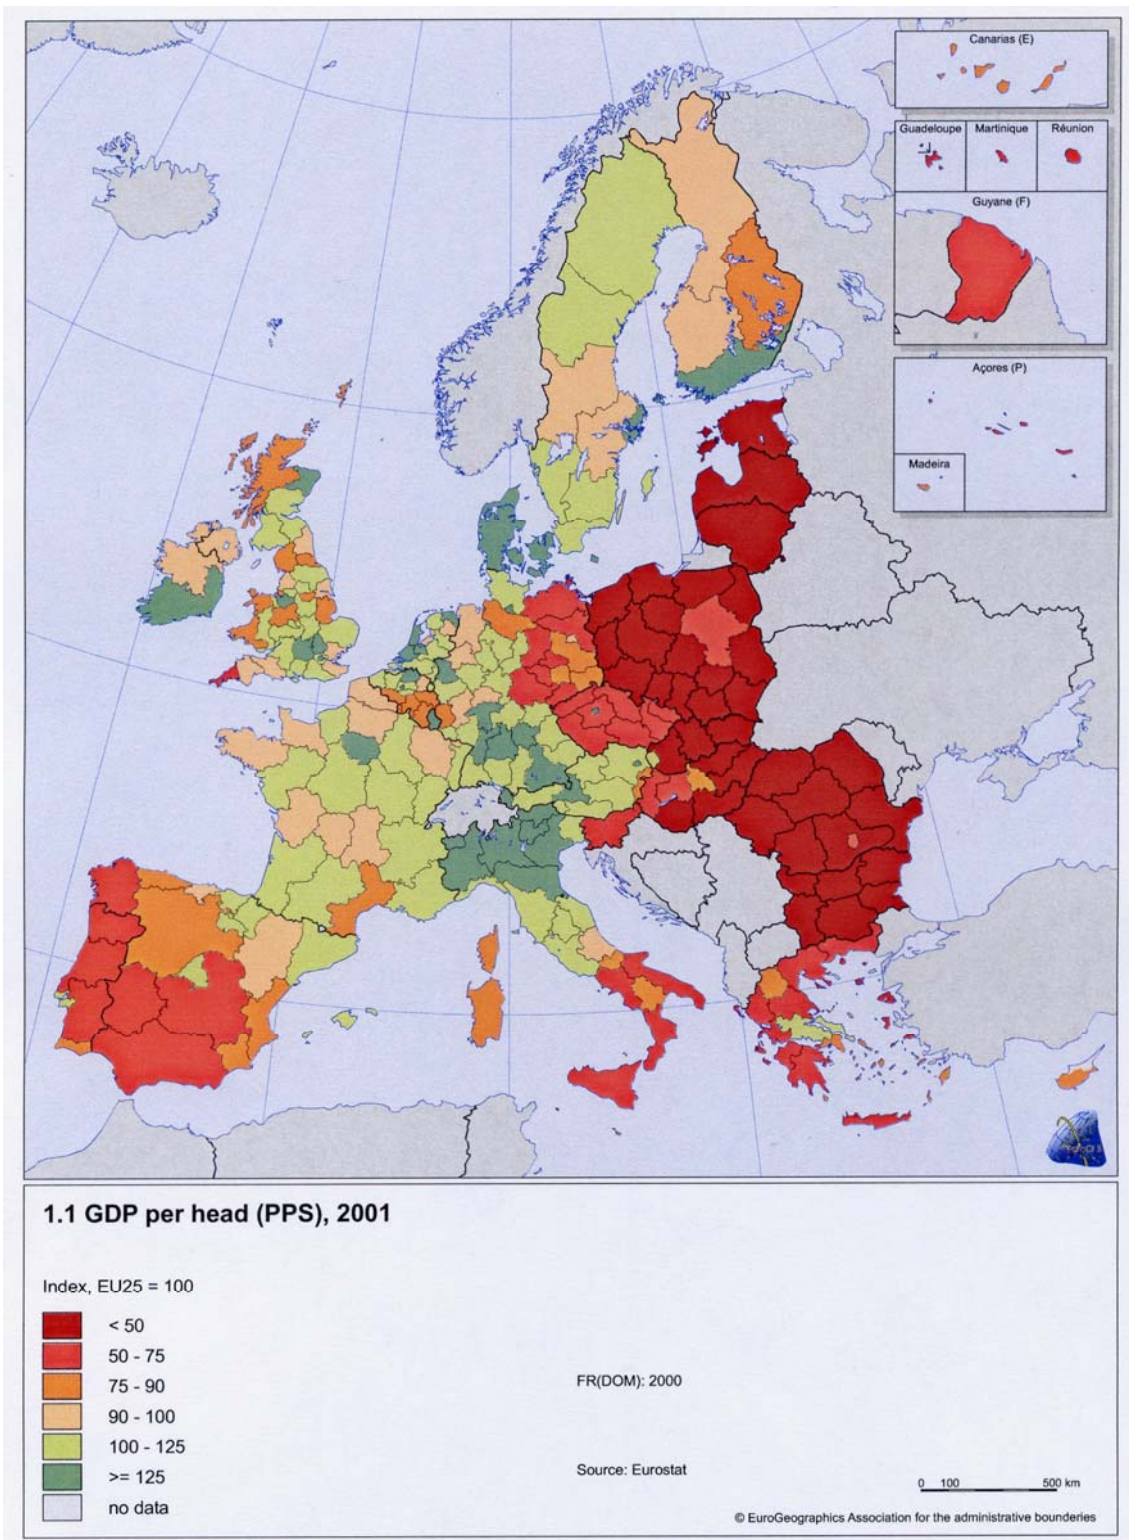 Canarias (E)
Guadeloupe
Martinique
Réunion
Guyane (F)
Açores (P)
Madeira
1.1 GDP per head (PPS), 2001
Index, EU25 = 100
< 50
50 - 75
75 - 90
90 - 100
100 - 125
>= 125
no data
FR(DOM): 2000
Source: Eurostat
0 100 500 km
© EuroGeographics Association for the administrative bounderies